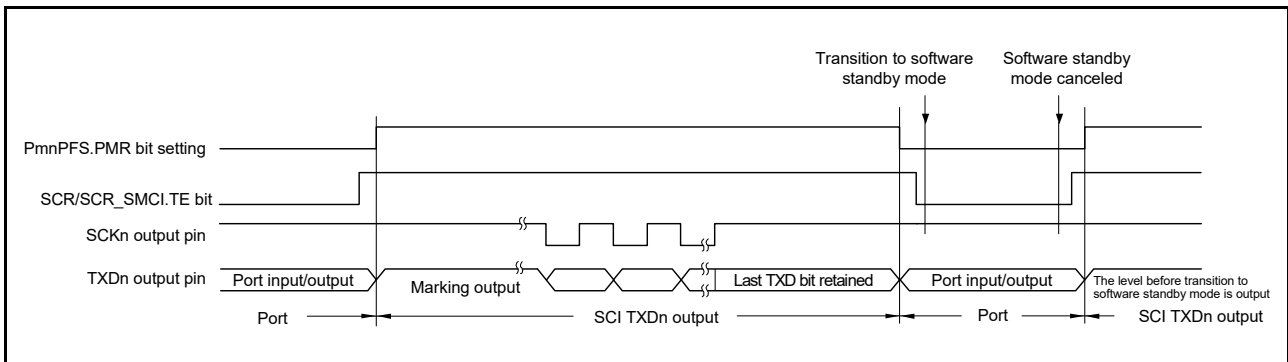 Transition to software
standby mode
Software standby
mode canceled
PmnPFS.PMR bit setting
SCR/SCR_SMCI.TE bit
SCKn output pin
TXDn output pin
Port input/output
Marking output
Last TXD bit retained
Port input/output
The level before transition to
software standby mode is output
Port
SCI TXDn output
Port
SCI TXDn output